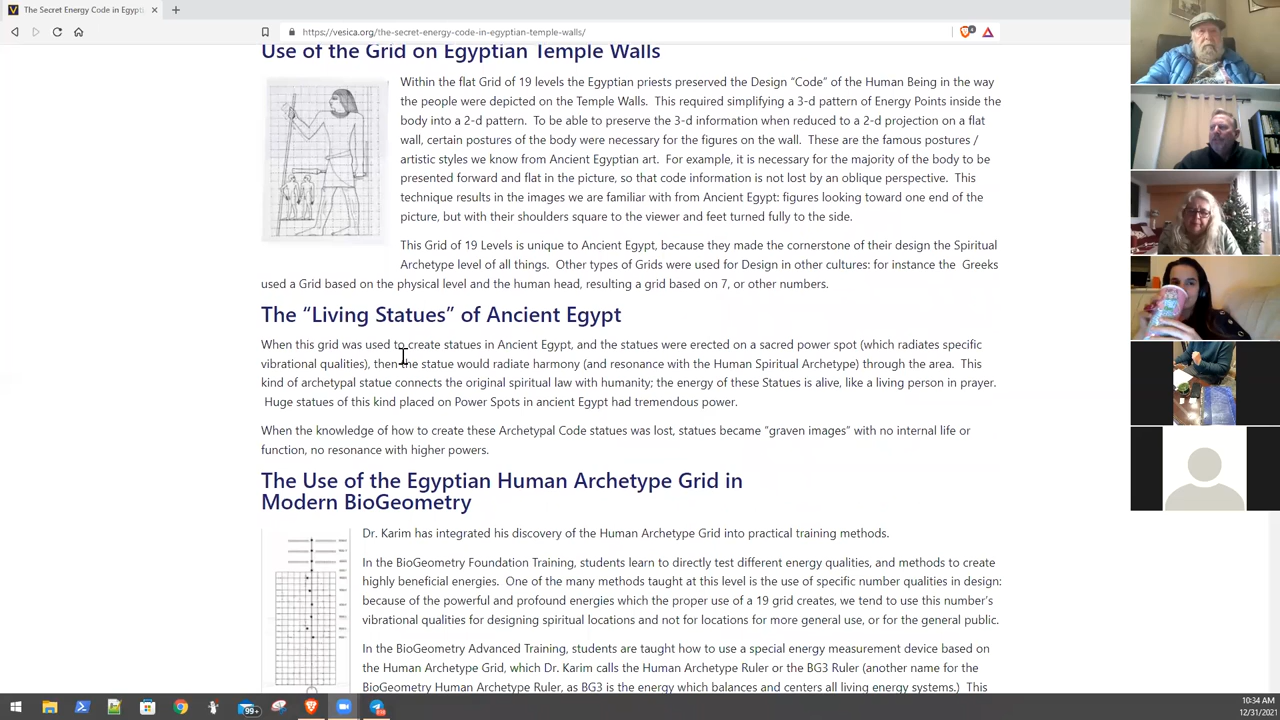 The Secret Energy Code in Egypti
https://vesica.org/the-secret-energy-code-in-egyptian-temple-walls/
Use of the Grid on Egyptian Temple Walls
Within the flat Grid of 19 levels the Egyptian priests preserved the Design “Code” of the Human Being in the way
the people were depicted on the Temple Walls.  This required simplifying a 3-d pattern of Energy Points inside the
body into a 2-d pattern.  To be able to preserve the 3-d information when reduced to a 2-d projection on a flat
wall, certain postures of the body were necessary for the figures on the wall.  These are the famous postures /
artistic styles we know from Ancient Egyptian art.  For example, it is necessary for the majority of the body to be
presented forward and flat in the picture, so that code information is not lost by an oblique perspective.  This
technique results in the images we are familiar with from Ancient Egypt: figures looking toward one end of the
picture, but with their shoulders square to the viewer and feet turned fully to the side.
This Grid of 19 Levels is unique to Ancient Egypt, because they made the cornerstone of their design the Spiritual
Archetype level of all things.  Other types of Grids were used for Design in other cultures: for instance the  Greeks
used a Grid based on the physical level and the human head, resulting a grid based on 7, or other numbers.
The “Living Statues” of Ancient Egypt
When this grid was used to create statues in Ancient Egypt, and the statues were erected on a sacred power spot (which radiates specific
vibrational qualities), then the statue would radiate harmony (and resonance with the Human Spiritual Archetype) through the area.  This
kind of archetypal statue connects the original spiritual law with humanity; the energy of these Statues is alive, like a living person in prayer.
Huge statues of this kind placed on Power Spots in ancient Egypt had tremendous power.
When the knowledge of how to create these Archetypal Code statues was lost, statues became “graven images” with no internal life or
function, no resonance with higher powers.
The Use of the Egyptian Human Archetype Grid in
Modern BioGeometry
Dr. Karim has integrated his discovery of the Human Archetype Grid into practical training methods.
In the BioGeometry Foundation Training, students learn to directly test different energy qualities, and methods to create
highly beneficial energies.  One of the many methods taught at this level is the use of specific number qualities in design:
because of the powerful and profound energies which the proper use of a 19 grid creates, we tend to use this number’s
vibrational qualities for designing spiritual locations and not for locations for more general use, or for the general public.
In the BioGeometry Advanced Training, students are taught how to use a special energy measurement device based on
the Human Archetype Grid, which Dr. Karim calls the Human Archetype Ruler or the BG3 Ruler (another name for the
BioGeometry Human Archetype Ruler, as BG3 is the energy which balances and centers all living energy systems.)  This
99+
10:34 AM
12/31/2021